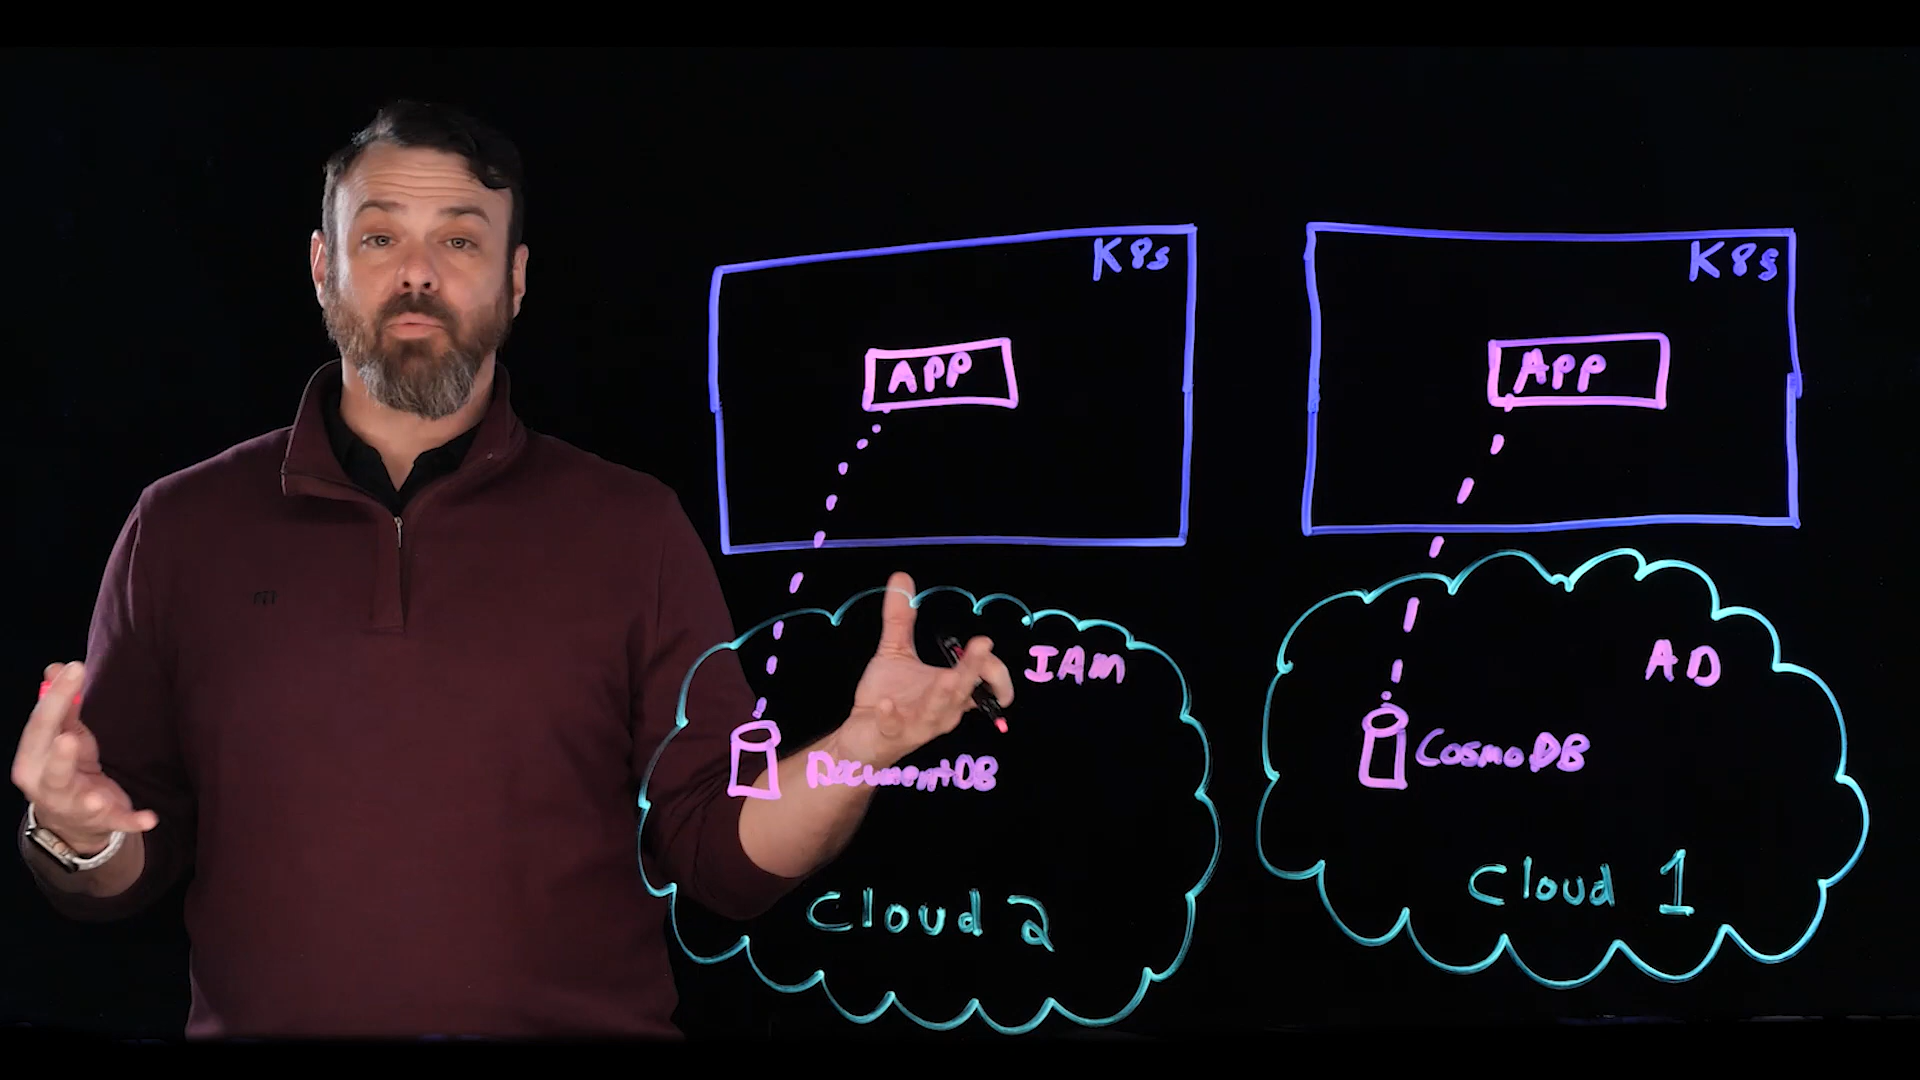 K8s
APP
IAM
DocumentDB
Cloud 2
K8s
APP
AD
CosmoDB
Cloud 1